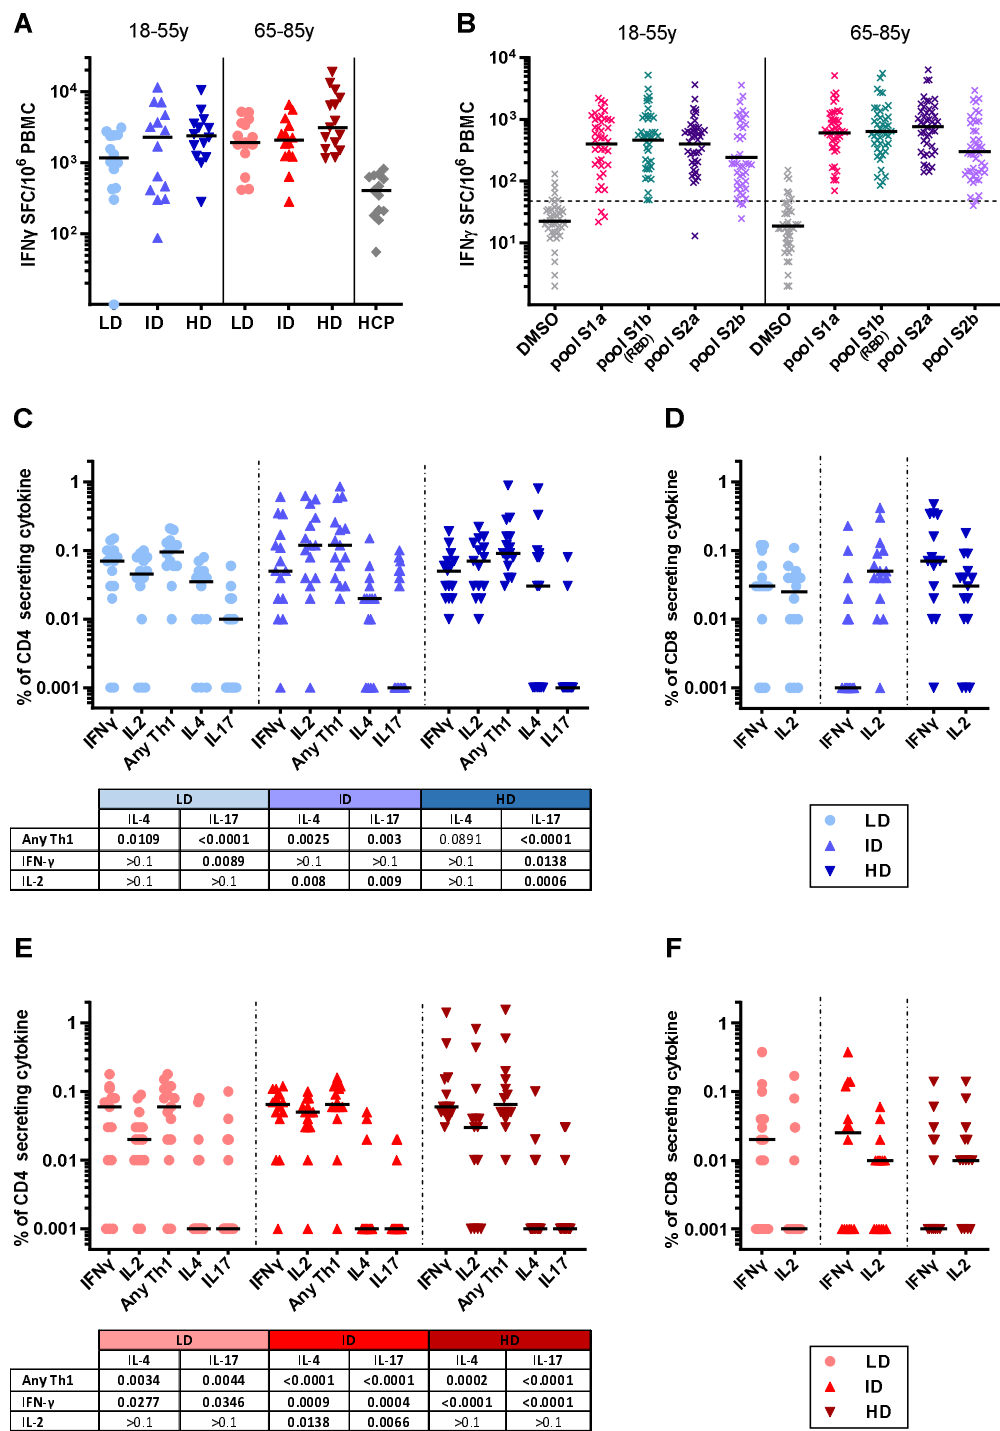 A
18-55y
65-85y
IFNγ SFC/10⁶ PBMC
10⁴
10³
10²
LD
ID
HD
LD
ID
HD
HCP
B
18-55y
65-85y
IFNγ SFC/10⁶ PBMC
10⁴
10³
10²
10¹
DMSO
pool S1a
pool S1b
(RBD)
pool S2a
pool S2b
DMSO
pool S1a
pool S1b
(RBD)
pool S2a
pool S2b
C
% of CD4 secreting cytokine
1
0.1
0.01
0.001
IFNγ
IL2
Any Th1
IL4
IL17
IFNγ
IL2
Any Th1
IL4
IL17
IFNγ
IL2
Any Th1
IL4
IL17
LD ID HD
IL-4 IL-17 IL-4 IL-17 IL-4 IL-17
Any Th1 0.0109 <0.0001 0.0025 0.003 0.0891 <0.0001
IFN-γ >0.1 0.0089 >0.1 >0.1 >0.1 0.0138
IL-2 >0.1 >0.1 0.008 0.009 >0.1 0.0006
D
% of CD8 secreting cytokine
1
0.1
0.01
0.001
IFNγ
IL2
IFNγ
IL2
IFNγ
IL2
LD
ID
HD
E
% of CD4 secreting cytokine
1
0.1
0.01
0.001
IFNγ
IL2
Any Th1
IL4
IL17
IFNγ
IL2
Any Th1
IL4
IL17
IFNγ
IL2
Any Th1
IL4
IL17
LD ID HD
IL-4 IL-17 IL-4 IL-17 IL-4 IL-17
Any Th1 0.0034 0.0044 <0.0001 <0.0001 0.0002 <0.0001
IFN-γ 0.0277 0.0346 0.0009 0.0004 <0.0001 <0.0001
IL-2 >0.1 >0.1 0.0138 0.0066 >0.1 >0.1
F
% of CD8 secreting cytokine
1
0.1
0.01
0.001
IFNγ
IL2
IFNγ
IL2
IFNγ
IL2
LD
ID
HD